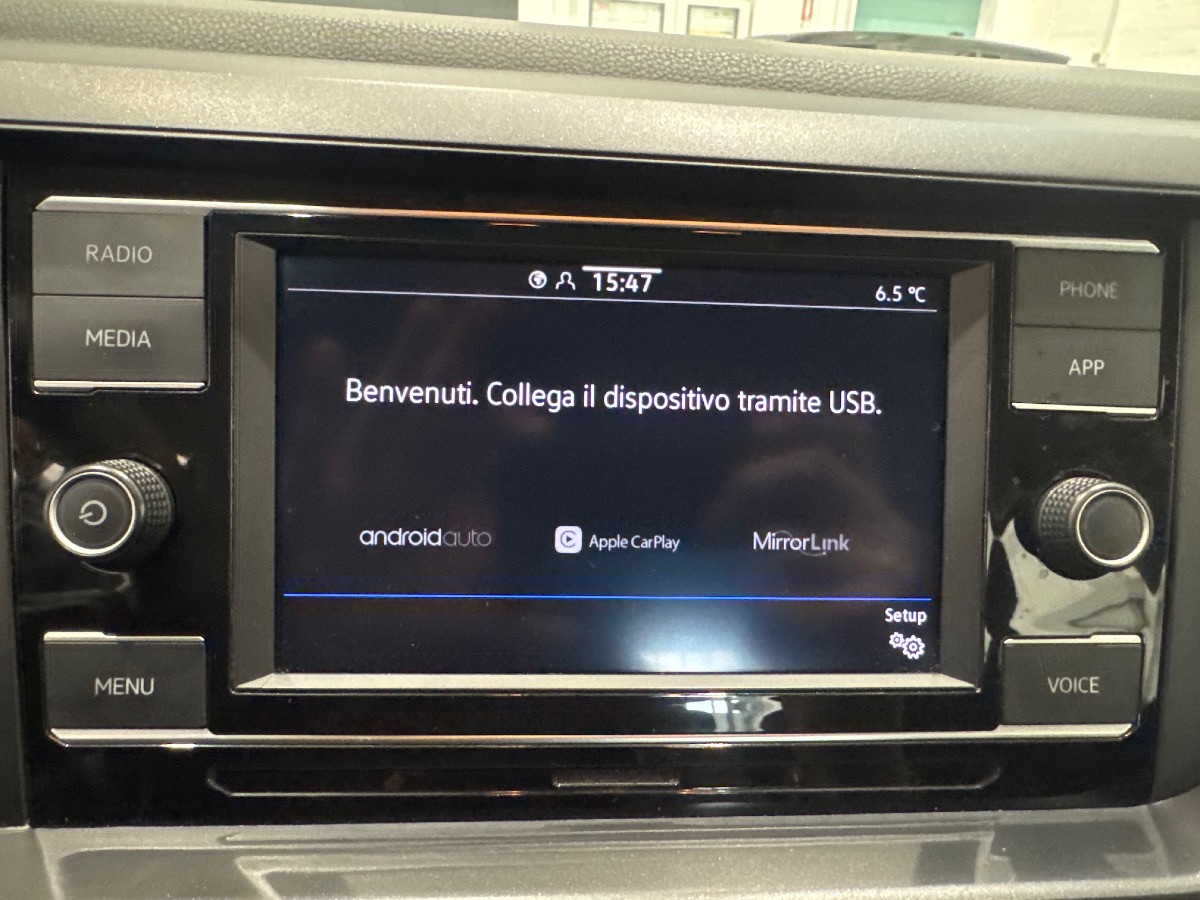 RADIO
MEDIA
MENU
15:47
6.5 °C
Benvenuti. Collega il dispositivo tramite USB.
androidauto
Apple CarPlay
MirrorLink
Setup
PHONE
APP
VOICE